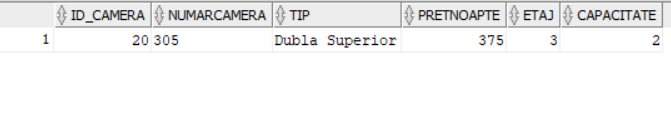 ID_CAMERA NUMARCAMERA TIP PRETNOAPTE ETAJ CAPACITATE
1 20 305 Dubla Superior 375 3 2